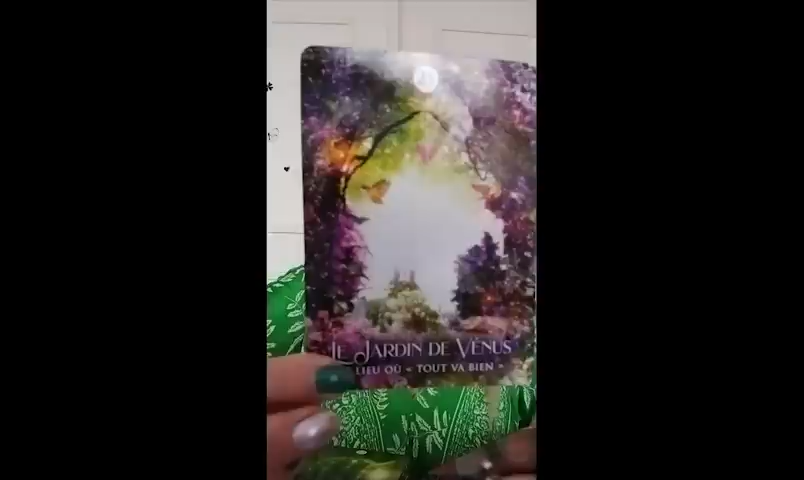 LE JARDIN DE VÉNUS
LIEU OÙ « TOUT VA BIEN »